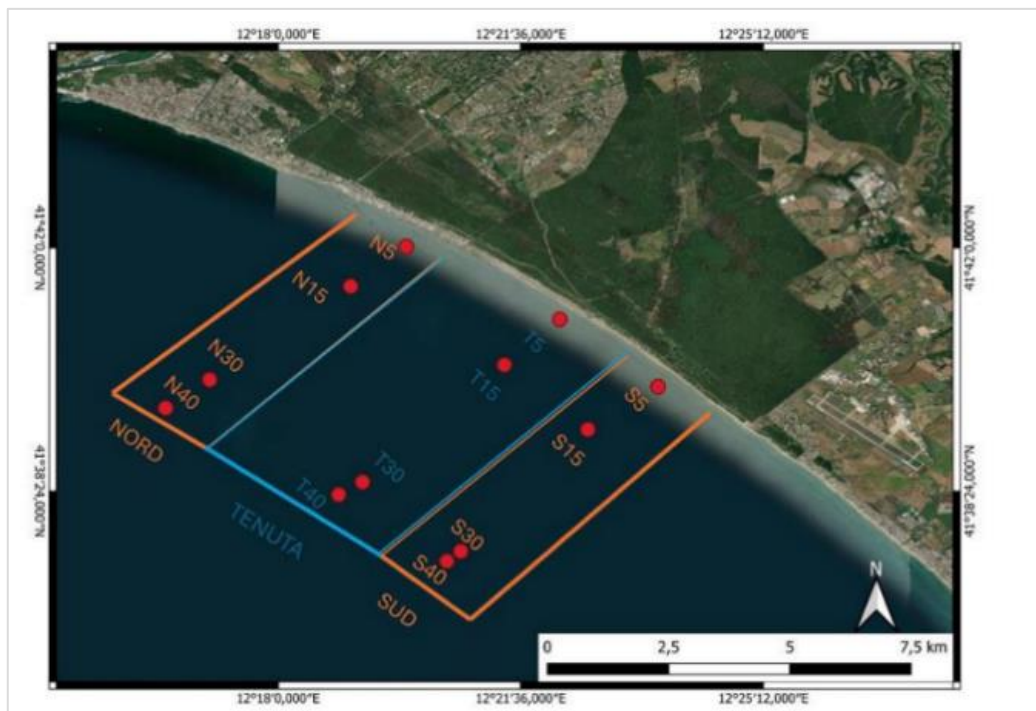 12°18'0,000"E 12°21'36,000"E 12°25'12,000"E
41°42'0,000"N
41°42'0,000"N
N5
N15
T5
N30
T15
S5
N40
S15
NORD
41°38'24,000"N
41°38'24,000"N
T30
T40
TENUTA
S30
S40
SUD
N
0 2,5 5 7,5 km
12°18'0,000"E 12°21'36,000"E 12°25'12,000"E